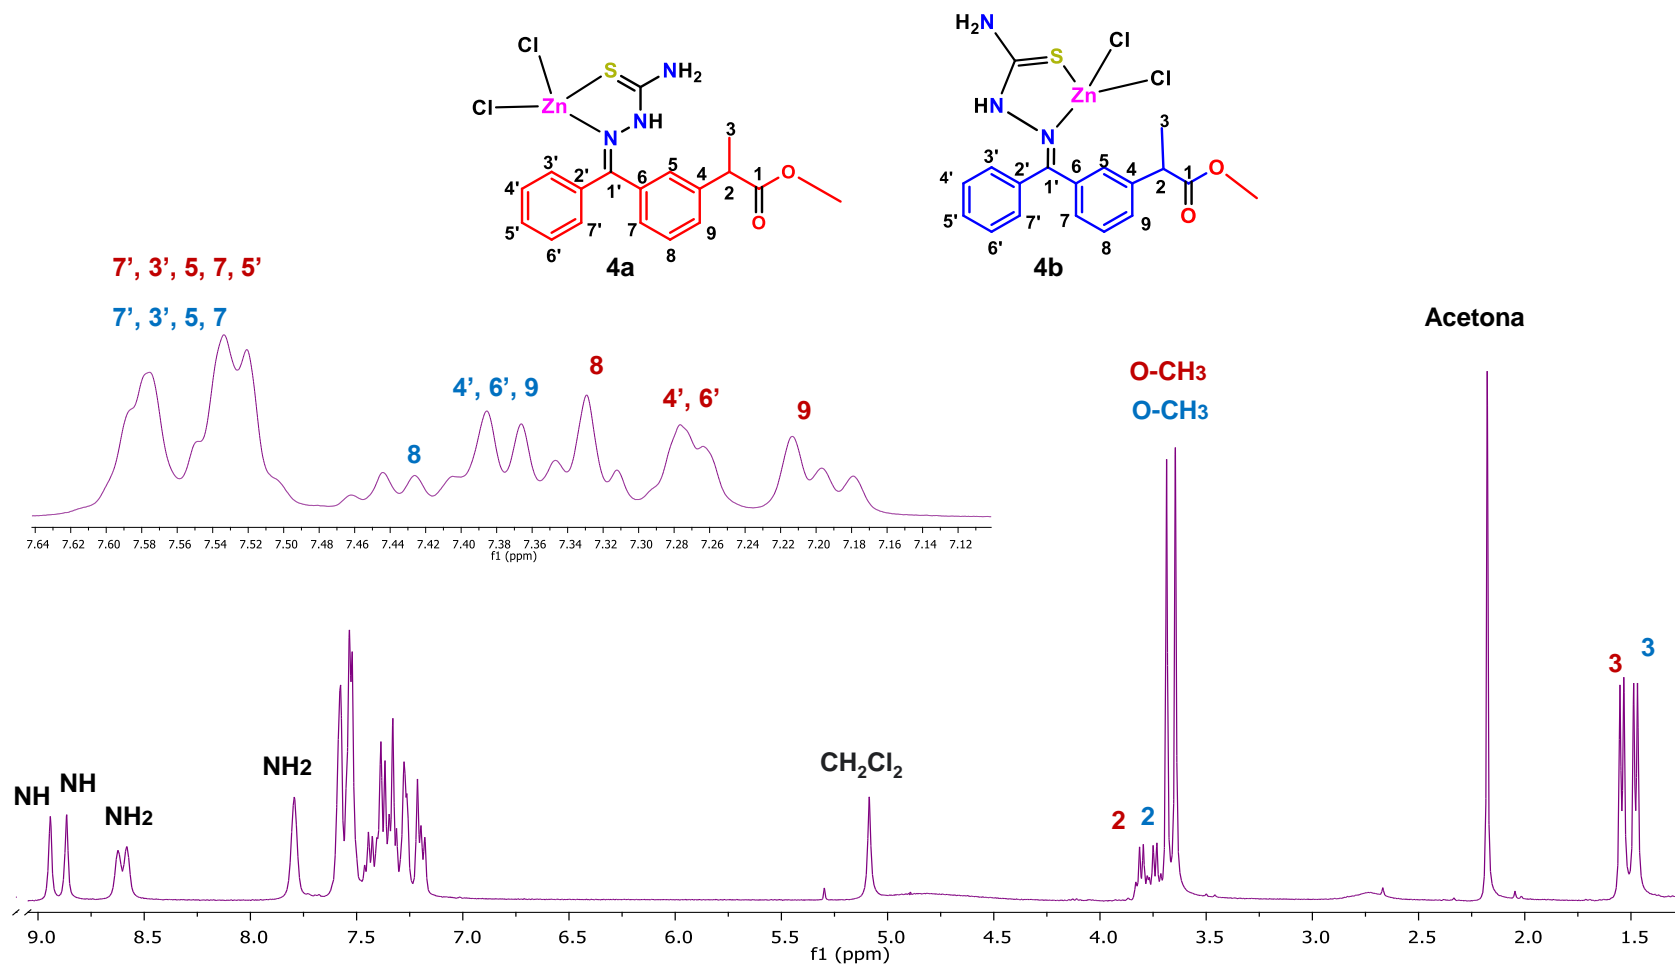 Cl
S
NH2
Cl
Zn
N
NH
3
3'
2'
5
4
1
O
4'
6
1'
2
5'
7'
7
9
O
6'
8
4a
H2N
S
Cl
Cl
Zn
HN
N
3
3'
2'
6
5
4
1
O
4'
1'
2
5'
7'
7
9
O
6'
8
4b
7’, 3’, 5, 7, 5’
7’, 3’, 5, 7
8
4’, 6’, 9
8
4’, 6’
9
7.64 7.62 7.60 7.58 7.56 7.54 7.52 7.50 7.48 7.46 7.44 7.42 7.40 7.38 7.36 7.34 7.32 7.30 7.28 7.26 7.24 7.22 7.20 7.18 7.16 7.14 7.12
f1 (ppm)
Acetona
O-CH3
O-CH3
3
3
NH
NH
NH2
NH2
CH2Cl2
2
2
9.0 8.5 8.0 7.5 7.0 6.5 6.0 5.5 5.0 4.5 4.0 3.5 3.0 2.5 2.0 1.5
f1 (ppm)